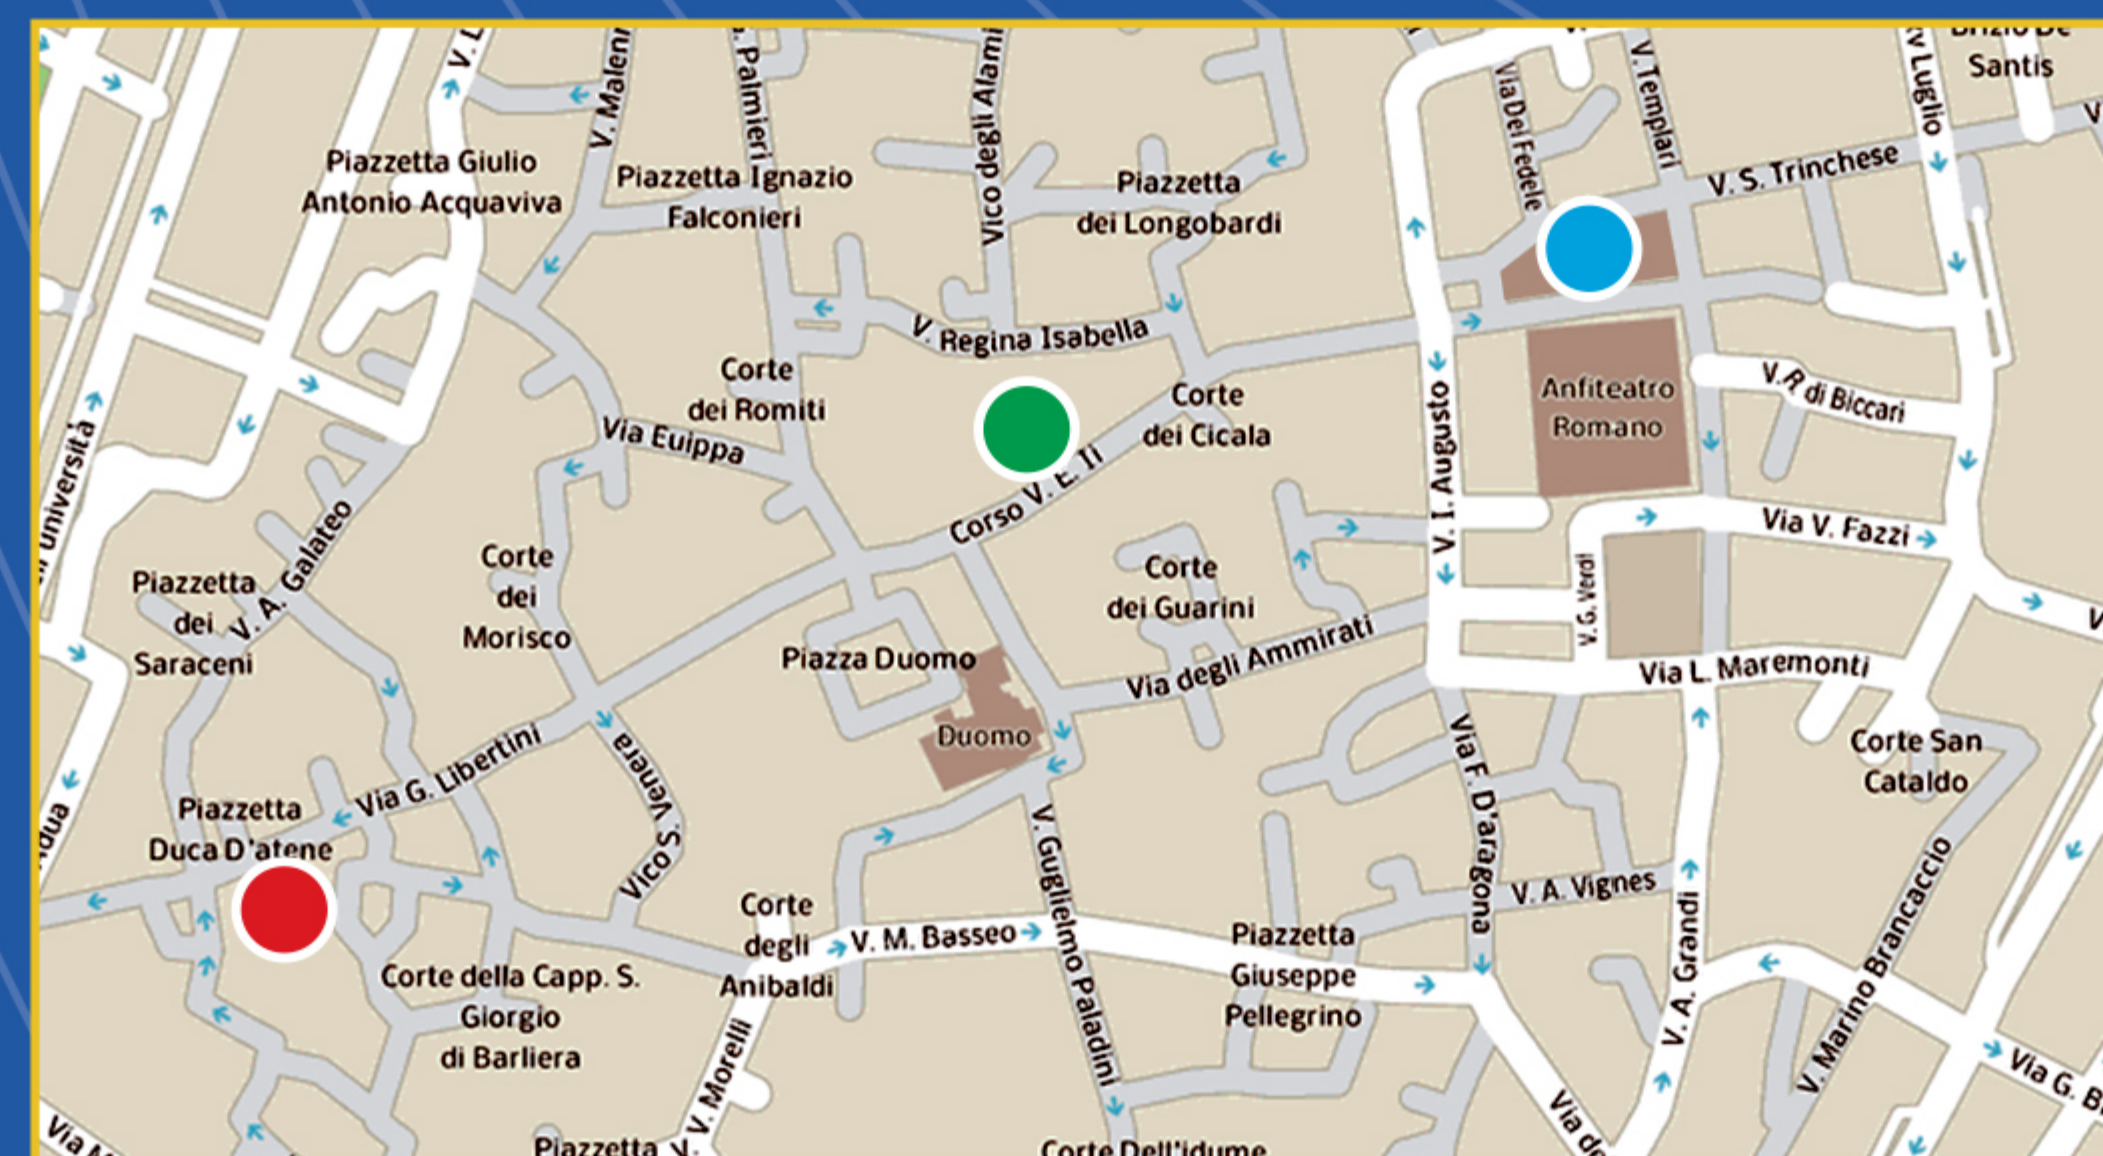 V. L
V. Malenn
. Palmieri
Vico degli Alami
Via Del Fedele
V. Templari
xv Luglio
Santis
V. S. Trinchese
Piazzetta Giulio
Antonio Acquaviva
Piazzetta Ignazio
Falconieri
Piazzetta
dei Longobardi
V. Regina Isabella
Corte
dei Romiti
Corte
dei Cicala
Anfiteatro
Romano
V.R di Biccari
V. I. Augusto
Via Euippa
Corso V. E. II
università
V. A. Galateo
Piazzetta
dei
Saraceni
Corte
dei
Morisco
Corte
dei Guarini
V. G. Verdi
Via V. Fazzi
Piazza Duomo
Via degli Ammirati
Via L. Maremonti
Duomo
Via G. Libertini
Vico S. Venera
Via F. D'aragona
Corte San
Cataldo
Piazzetta
Duca D'atene
V. Guglielmo Paladini
V. A. Vignes
V. A. Grandi
V. Marino Brancaccio
Corte
degli
Anibaldi
V. M. Basseo
Piazzetta
Giuseppe
Pellegrino
Corte della Capp. S.
Giorgio
di Barliera
V. V. Morelli
Via G. B
Via de
Via M
Piazzetta
Corte Dell'idume